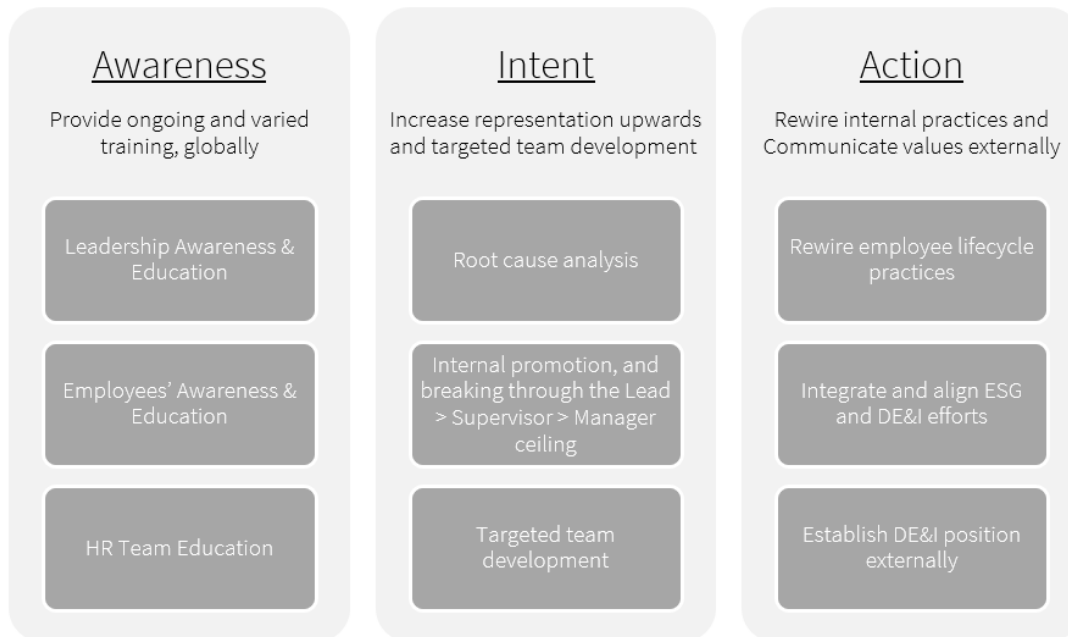 Awareness
Provide ongoing and varied
training, globally
Leadership Awareness &
Education
Employees’ Awareness &
Education
HR Team Education
Intent
Increase representation upwards
and targeted team development
Root cause analysis
Internal promotion, and
breaking through the Lead
> Supervisor > Manager
ceiling
Targeted team
development
Action
Rewire internal practices and
Communicate values externally
Rewire employee lifecycle
practices
Integrate and align ESG
and DE&I efforts
Establish DE&I position
externally